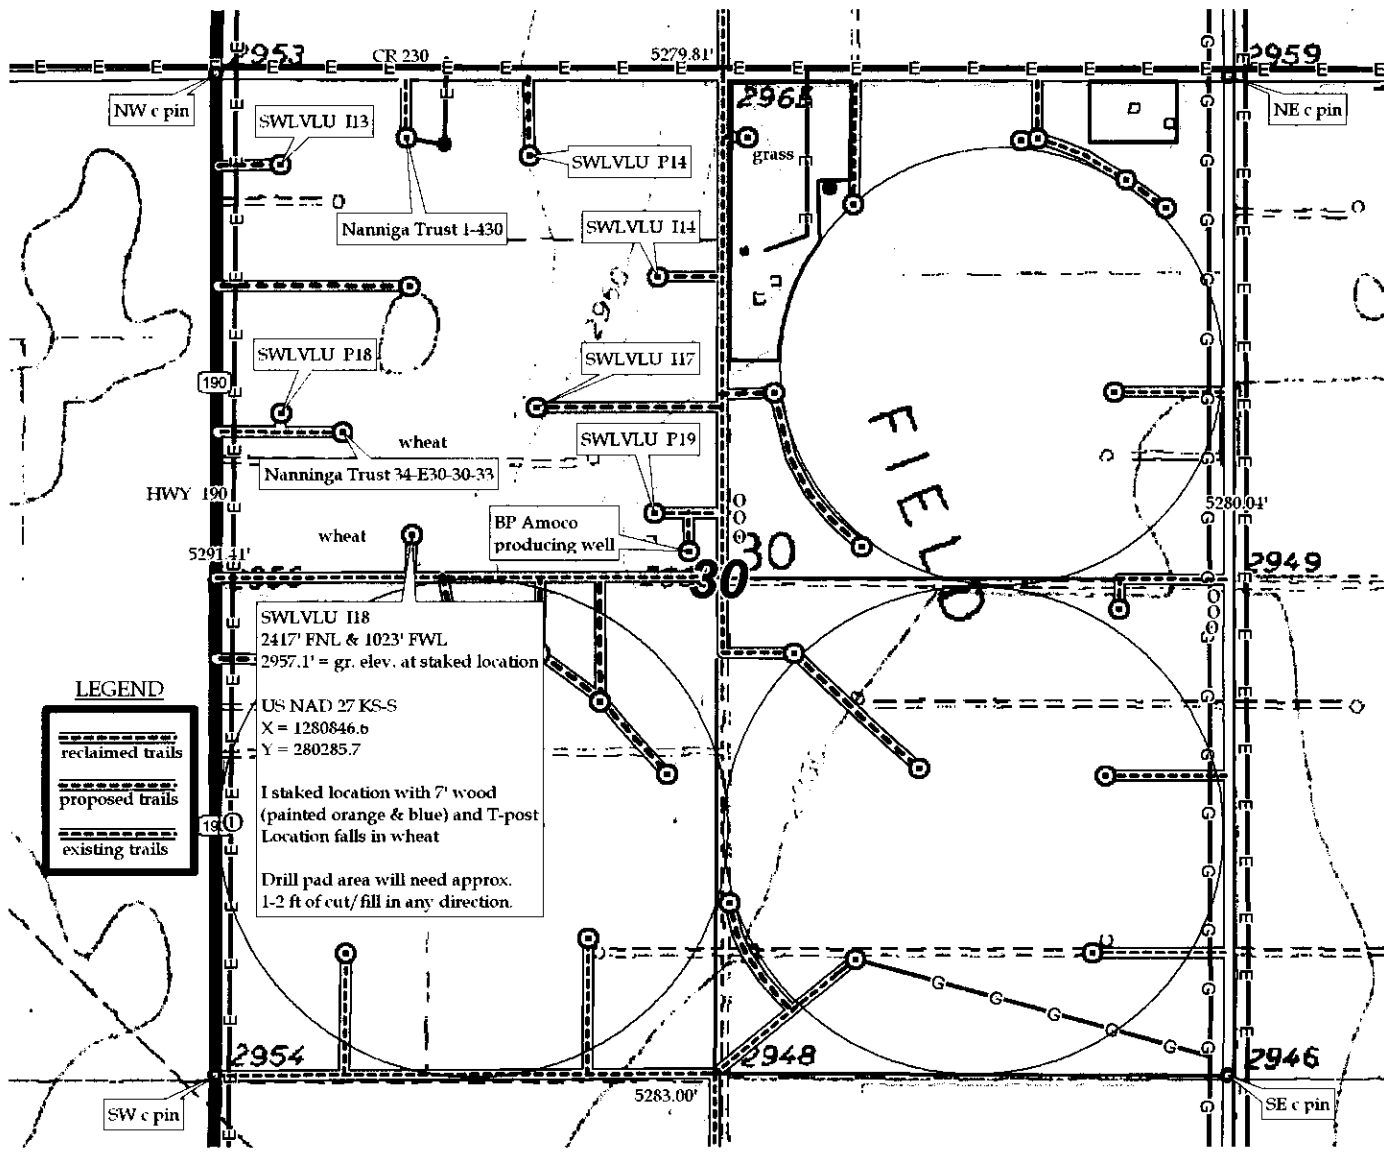 2953
CR 230
5279.81'
2959
NW c pin
NE c pin
SWLVLU I13
SWLVLU P14
grass
Nanniga Trust 1-430
SWLVLU I14
2950
SWLVLU P18
SWLVLU I17
190
wheat
SWLVLU P19
Nanninga Trust 34-E30-30-33
FIELD
HWY 190
5280.04'
wheat
BP Amoco
producing well
5291.41'
30
30
2949
SWLVLU I18
2417' FNL & 1023' FWL
2957.1' = gr. elev. at staked location
US NAD 27 KS-S
X = 1280846.6
Y = 280285.7
I staked location with 7' wood
(painted orange & blue) and T-post
Location falls in wheat
Drill pad area will need approx.
1-2 ft of cut/fill in any direction.
LEGEND
reclaimed trails
proposed trails
existing trails
2954
2948
2946
SW c pin
5283.00'
SE c pin